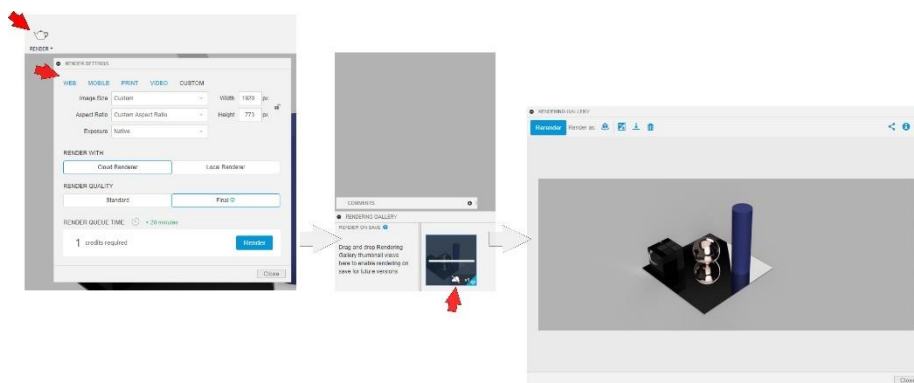 RENDER
RENDER SETTINGS
WEB MOBILE PRINT VIDEO CUSTOM
Image Size Custom Width 1920 px
Aspect Ratio Custom Aspect Ratio Height 773 px
Exposure Native
RENDER WITH
Cloud Renderer Local Renderer
RENDER QUALITY
Standard Final
RENDER QUEUE TIME < 20 minutes
1 credits required Render
Close
COMMENTS
RENDERING GALLERY
RENDER ON SAVE
Drag and drop Rendering
Gallery thumbnail views
here to enable rendering on
save for future versions
RENDERING GALLERY
Rerender Render as:
Close